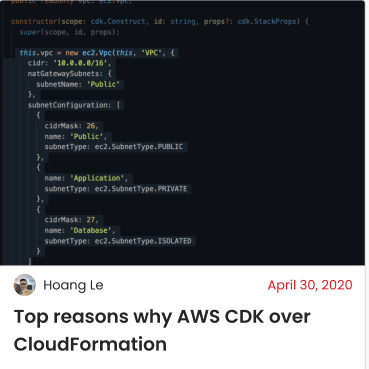 public readonly vpc: ec2.Vpc;
constructor(scope: cdk.Construct, id: string, props?: cdk.StackProps) {
super(scope, id, props);
this.vpc = new ec2.Vpc(this, 'VPC', {
cidr: '10.0.0.0/16',
natGatewaySubnets: {
subnetName: 'Public'
},
subnetConfiguration: [
{
cidrMask: 26,
name: 'Public',
subnetType: ec2.SubnetType.PUBLIC
},
{
name: 'Application',
subnetType: ec2.SubnetType.PRIVATE
},
{
cidrMask: 27,
name: 'Database',
subnetType: ec2.SubnetType.ISOLATED
}
]
Hoang Le April 30, 2020
Top reasons why AWS CDK over
CloudFormation